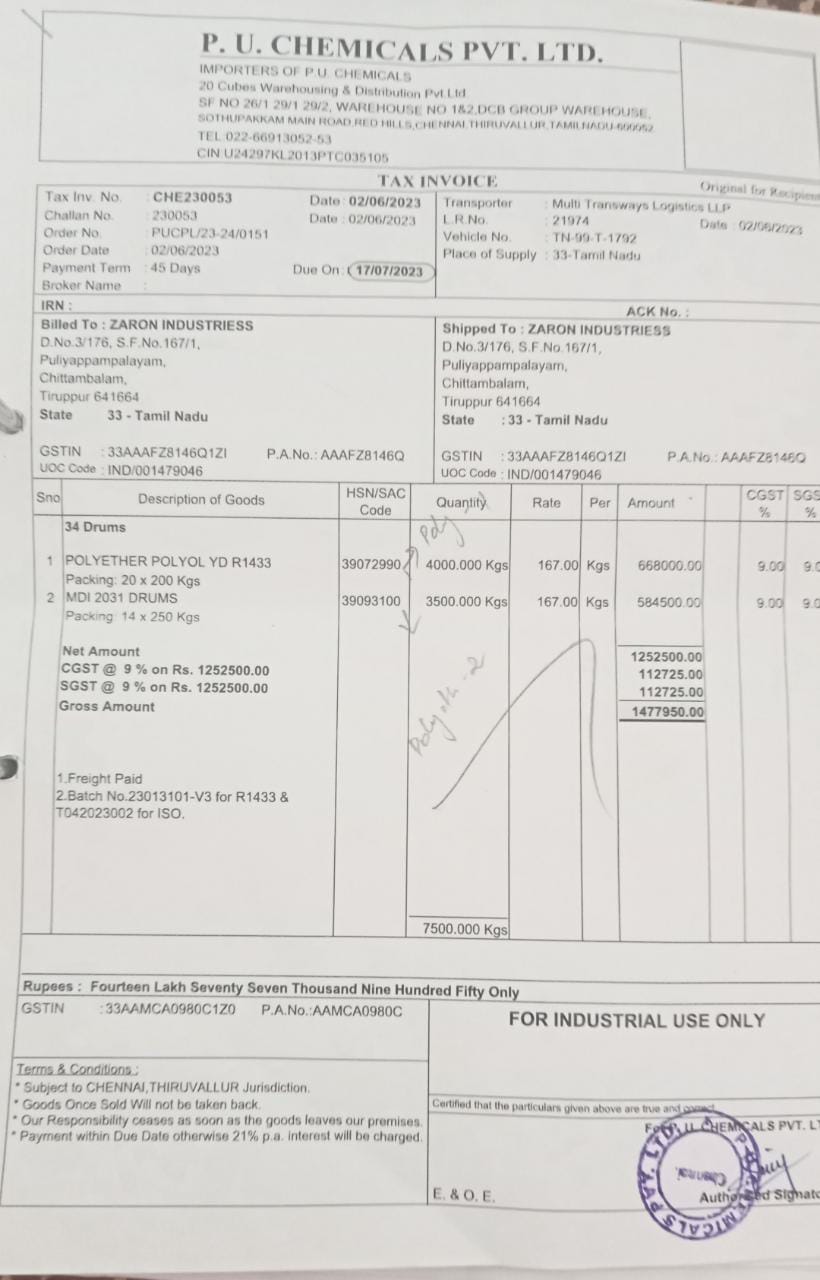 P. U. CHEMICALS PVT. LTD.
IMPORTERS OF P.U. CHEMICALS
20 Cubes Warehousing & Distribution Pvt.Ltd
SF NO 26/1 29/1 29/2, WAREHOUSE NO 1&2,DCB GROUP WAREHOUSE,
SOTHUPAKKAM MAIN ROAD,RED HILLS,CHENNAI,THIRUVALLUR,TAMILNADU-600052
TEL 022-66913052-53
CIN U24297KL2013PTC035105
TAX INVOICE
Original for Recipient
Tax Inv. No. : CHE230053 Date : 02/06/2023
Challan No. : 230053 Date : 02/06/2023
Order No. : PUCPL/23-24/0151
Order Date : 02/06/2023
Payment Term : 45 Days Due On : 17/07/2023
Broker Name :
Transporter : Multi Transways Logistics LLP
L.R.No. : 21974 Date : 02/06/2023
Vehicle No. : TN-99-T-1792
Place of Supply : 33-Tamil Nadu
IRN : ACK No. :
Billed To : ZARON INDUSTRIESS
D.No.3/176, S.F.No.167/1,
Puliyappampalayam,
Chittambalam,
Tiruppur 641664
State 33 - Tamil Nadu
GSTIN : 33AAAFZ8146Q1ZI P.A.No.: AAAFZ8146Q
UOC Code : IND/001479046
Shipped To : ZARON INDUSTRIESS
D.No.3/176, S.F.No.167/1,
Puliyappampalayam,
Chittambalam,
Tiruppur 641664
State : 33 - Tamil Nadu
GSTIN : 33AAAFZ8146Q1ZI P.A.No.: AAAFZ8146Q
UOC Code : IND/001479046
Sno Description of Goods HSN/SAC Code Quantity Rate Per Amount CGST % SGS %
34 Drums
Poly
1 POLYETHER POLYOL YD R1433 39072990 4000.000 Kgs 167.00 Kgs 668000.00 9.00 9.0
Packing: 20 x 200 Kgs
2 MDI 2031 DRUMS 39093100 3500.000 Kgs 167.00 Kgs 584500.00 9.00 9.0
Packing: 14 x 250 Kgs
Net Amount 1252500.00
CGST @ 9 % on Rs. 1252500.00 112725.00
SGST @ 9 % on Rs. 1252500.00 112725.00
Gross Amount 1477950.00
1.Freight Paid
2.Batch No.23013101-V3 for R1433 &
T042023002 for ISO.
7500.000 Kgs
Rupees : Fourteen Lakh Seventy Seven Thousand Nine Hundred Fifty Only
GSTIN :33AAMCA0980C1Z0 P.A.No.:AAMCA0980C
FOR INDUSTRIAL USE ONLY
Terms & Conditions :
* Subject to CHENNAI,THIRUVALLUR Jurisdiction.
* Goods Once Sold Will not be taken back.
* Our Responsibility ceases as soon as the goods leaves our premises.
* Payment within Due Date otherwise 21% p.a. interest will be charged.
Certified that the particulars given above are true and correct
For P. U. CHEMICALS PVT. LT
Chennai
E. & O. E.
Authorised Signato